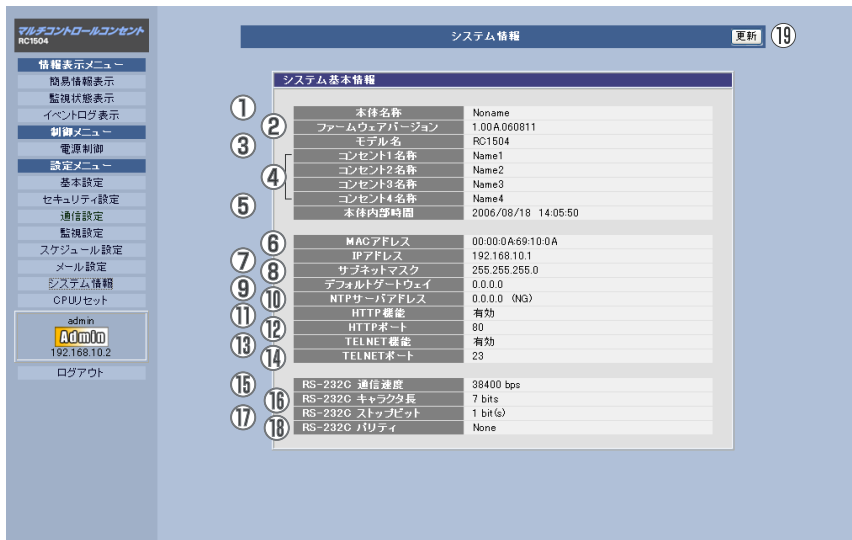 マルチコントロールコンセント
RC1504
情報表示メニュー
簡易情報表示
監視状態表示
イベントログ表示
制御メニュー
電源制御
設定メニュー
基本設定
セキュリティ設定
通信設定
監視設定
スケジュール設定
メール設定
システム情報
CPUリセット
admin
Admin
192.168.10.2
ログアウト
システム情報 更新 ⑲
システム基本情報
① 本体名称 Noname
② ファームウェアバージョン 1.00A.060811
③ モデル名 RC1504
④ コンセント1名称 Name1
コンセント2名称 Name2
コンセント3名称 Name3
コンセント4名称 Name4
⑤ 本体内部時間 2006/08/18 14:05:50
⑥ MACアドレス 00:00:0A:69:10:0A
⑦ IPアドレス 192.168.10.1
⑧ サブネットマスク 255.255.255.0
⑨ デフォルトゲートウェイ 0.0.0.0
⑩ NTPサーバアドレス 0.0.0.0 (NG)
⑪ HTTP機能 有効
⑫ HTTPポート 80
⑬ TELNET機能 有効
⑭ TELNETポート 23
⑮ RS-232C 通信速度 38400 bps
⑯ RS-232C キャラクタ長 7 bits
⑰ RS-232C ストップビット 1 bit(s)
⑱ RS-232C パリティ None